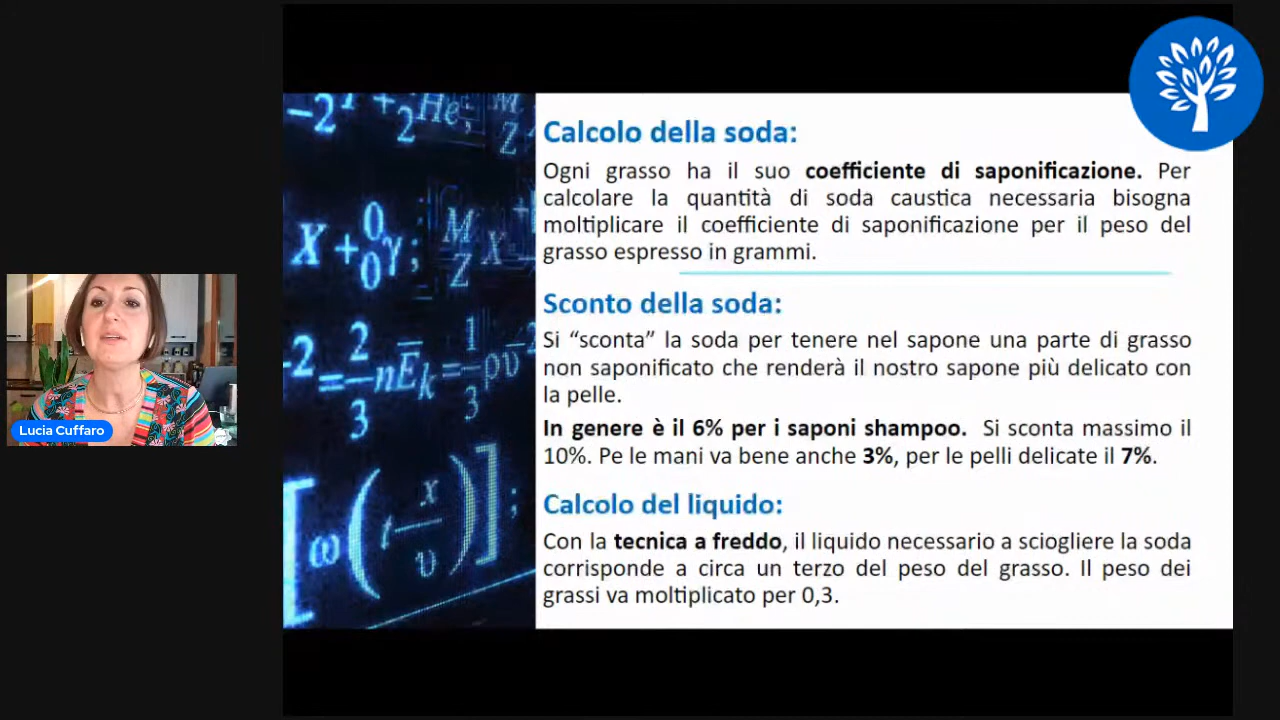 Calcolo della soda:
Ogni grasso ha il suo coefficiente di saponificazione. Per
calcolare la quantità di soda caustica necessaria bisogna
moltiplicare il coefficiente di saponificazione per il peso del
grasso espresso in grammi.
Sconto della soda:
Si “sconta” la soda per tenere nel sapone una parte di grasso
non saponificato che renderà il nostro sapone più delicato con
la pelle.
In genere è il 6% per i saponi shampoo. Si sconta massimo il
10%. Pe le mani va bene anche 3%, per le pelli delicate il 7%.
Calcolo del liquido:
Con la tecnica a freddo, il liquido necessario a sciogliere la soda
corrisponde a circa un terzo del peso del grasso. Il peso dei
grassi va moltiplicato per 0,3.
Lucia Cuffaro